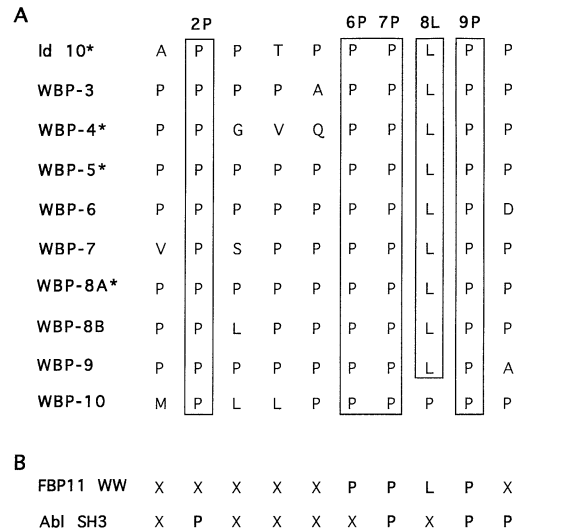 A
2P 6P 7P 8L 9P
Id 10* A P P T P P P L P P
WBP-3 P P P P A P P L P P
WBP-4* P P G V Q P P L P P
WBP-5* P P P P P P P L P P
WBP-6 P P P P P P P L P D
WBP-7 V P S P P P P L P P
WBP-8A* P P P P P P P L P P
WBP-8B P P L P P P P L P P
WBP-9 P P P P P P P L P A
WBP-10 M P L L P P P P P P
B
FBP11 WW X X X X X P P L P X
Abl SH3 X P X X X X P X P P